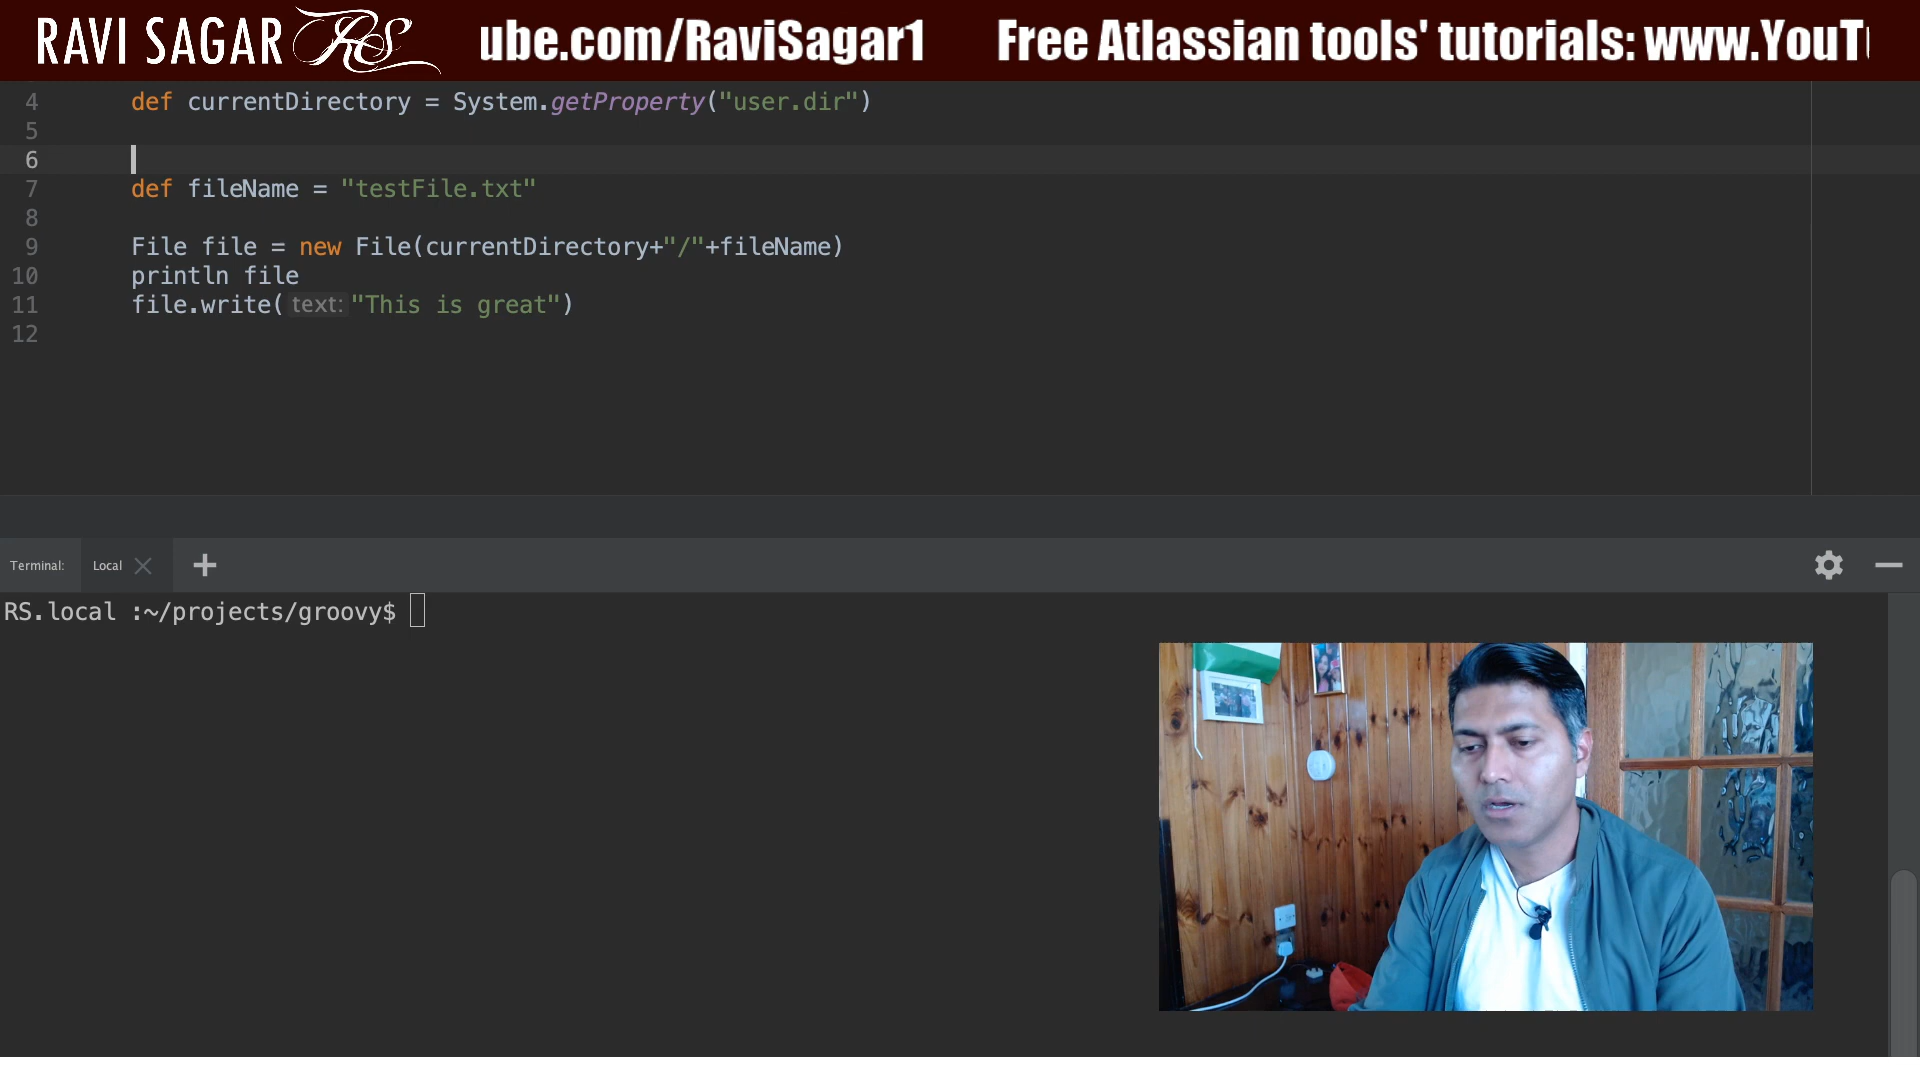 RAVI SAGAR RS ube.com/RaviSagar1 Free Atlassian tools' tutorials: www.YouT
4 def currentDirectory = System.getProperty("user.dir")
5
6
7 def fileName = "testFile.txt"
8
9 File file = new File(currentDirectory+"/"+fileName)
10 println file
11 file.write( text: "This is great")
12
Terminal: Local
RS.local :~/projects/groovy$